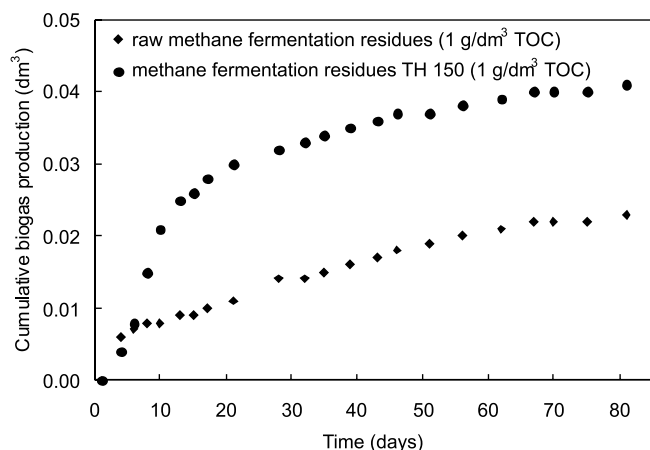 0.05
raw methane fermentation residues (1 g/dm³ TOC)
methane fermentation residues TH 150 (1 g/dm³ TOC)
0.04
0.03
0.02
0.01
0.00
Cumulative biogas production (dm³)
0 10 20 30 40 50 60 70 80
Time (days)